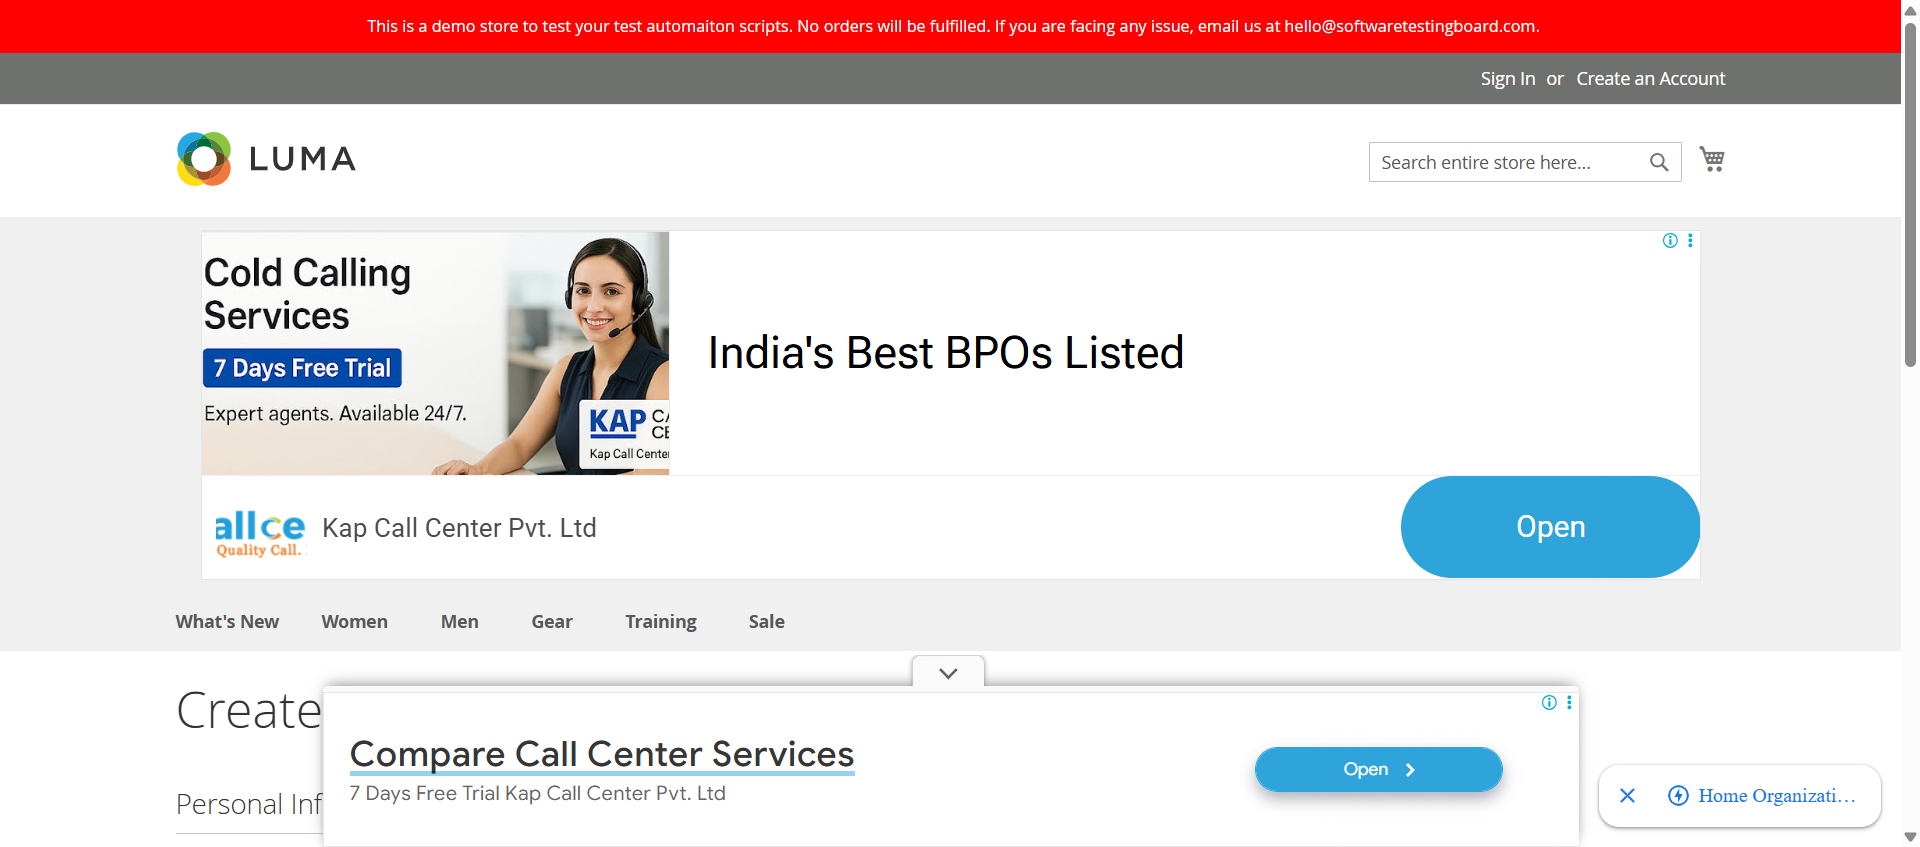 This is a demo store to test your test automaiton scripts. No orders will be fulfilled. If you are facing any issue, email us at hello@softwaretestingboard.com.
Sign In or Create an Account
LUMA
Search entire store here...
Cold Calling
Services
7 Days Free Trial
Expert agents. Available 24/7.
KAP
Kap Call Center
India's Best BPOs Listed
allce
Quality Call.
Kap Call Center Pvt. Ltd
Open
What's New Women Men Gear Training Sale
Create
Compare Call Center Services
7 Days Free Trial Kap Call Center Pvt. Ltd
Open
Personal Inf
Home Organizati...